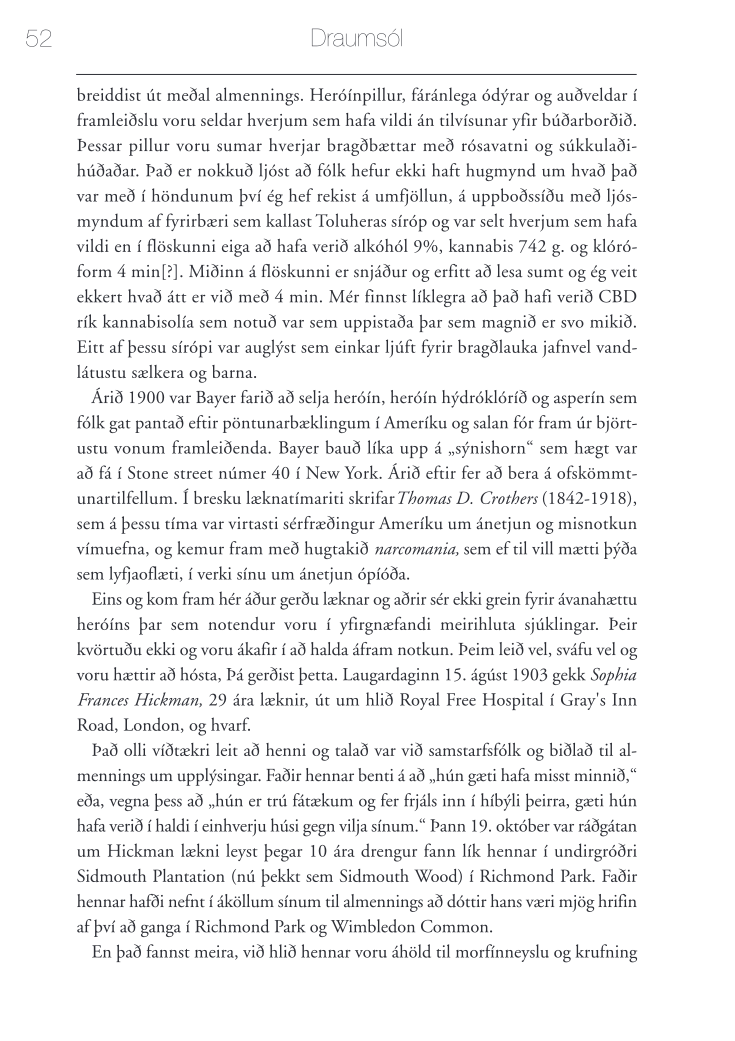 52
Draumsól
breiddist út meðal almennings. Heróínpillur, fáránlega ódýrar og auðveldar í
framleiðslu voru seldar hverjum sem hafa vildi án tilvísunar yfir búðarborðið.
Þessar pillur voru sumar hverjar bragðbættar með rósavatni og súkkulaði-
húðaðar. Það er nokkuð ljóst að fólk hefur ekki haft hugmynd um hvað það
var með í höndunum því ég hef rekist á umfjöllun, á uppboðssíðu með ljós-
myndum af fyrirbæri sem kallast Toluheras síróp og var selt hverjum sem hafa
vildi en í flöskunni eiga að hafa verið alkóhól 9%, kannabis 742 g. og klóró-
form 4 min[?]. Miðinn á flöskunni er snjáður og erfitt að lesa sumt og ég veit
ekkert hvað átt er við með 4 min. Mér finnst líklegra að það hafi verið CBD
rík kannabisolía sem notuð var sem uppistaða þar sem magnið er svo mikið.
Eitt af þessu sírópi var auglýst sem einkar ljúft fyrir bragðlauka jafnvel vand-
látustu sælkera og barna.
Árið 1900 var Bayer farið að selja heróín, heróín hýdróklóríð og asperín sem
fólk gat pantað eftir pöntunarbæklingum í Ameríku og salan fór fram úr björt-
ustu vonum framleiðenda. Bayer bauð líka upp á „sýnishorn“ sem hægt var
að fá í Stone street númer 40 í New York. Árið eftir fer að bera á ofskömmt-
unartilfellum. Í bresku læknatímariti skrifar Thomas D. Crothers (1842-1918),
sem á þessu tíma var virtasti sérfræðingur Ameríku um ánetjun og misnotkun
vímuefna, og kemur fram með hugtakið narcomania, sem ef til vill mætti þýða
sem lyfjaoflæti, í verki sínu um ánetjun ópíóða.
Eins og kom fram hér áður gerðu læknar og aðrir sér ekki grein fyrir ávanahættu
heróíns þar sem notendur voru í yfirgnæfandi meirihluta sjúklingar. Þeir
kvörtuðu ekki og voru ákafir í að halda áfram notkun. Þeim leið vel, sváfu vel og
voru hættir að hósta, Þá gerðist þetta. Laugardaginn 15. ágúst 1903 gekk Sophia
Frances Hickman, 29 ára læknir, út um hlið Royal Free Hospital í Gray's Inn
Road, London, og hvarf.
Það olli víðtækri leit að henni og talað var við samstarfsfólk og biðlað til al-
mennings um upplýsingar. Faðir hennar benti á að „hún gæti hafa misst minnið,“
eða, vegna þess að „hún er trú fátækum og fer frjáls inn í híbýli þeirra, gæti hún
hafa verið í haldi í einhverju húsi gegn vilja sínum.“ Þann 19. október var ráðgátan
um Hickman lækni leyst þegar 10 ára drengur fann lík hennar í undirgróðri
Sidmouth Plantation (nú þekkt sem Sidmouth Wood) í Richmond Park. Faðir
hennar hafði nefnt í áköllum sínum til almennings að dóttir hans væri mjög hrifin
af því að ganga í Richmond Park og Wimbledon Common.
En það fannst meira, við hlið hennar voru áhöld til morfínneyslu og krufning